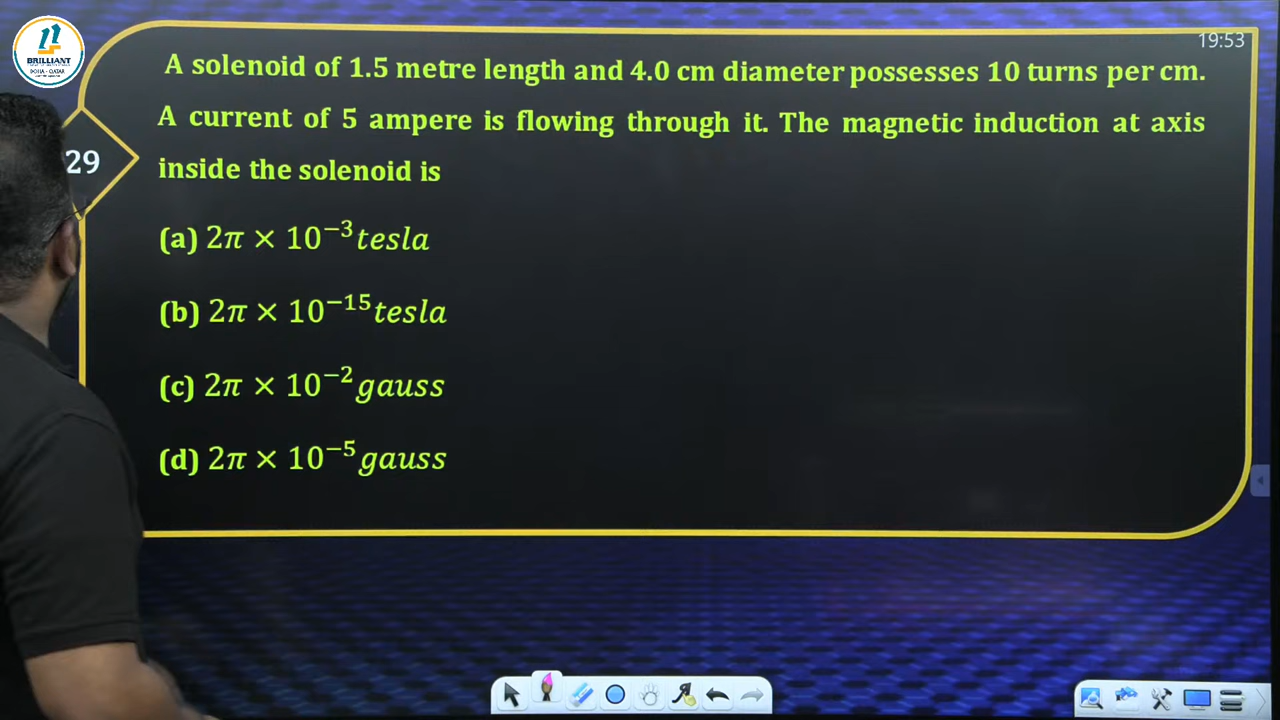 BRILLIANT
DOHA - QATAR
19:53
A solenoid of 1.5 metre length and 4.0 cm diameter possesses 10 turns per cm.
A current of 5 ampere is flowing through it. The magnetic induction at axis
29
inside the solenoid is
(a) 2π × 10⁻³ tesla
(b) 2π × 10⁻¹⁵ tesla
(c) 2π × 10⁻² gauss
(d) 2π × 10⁻⁵ gauss